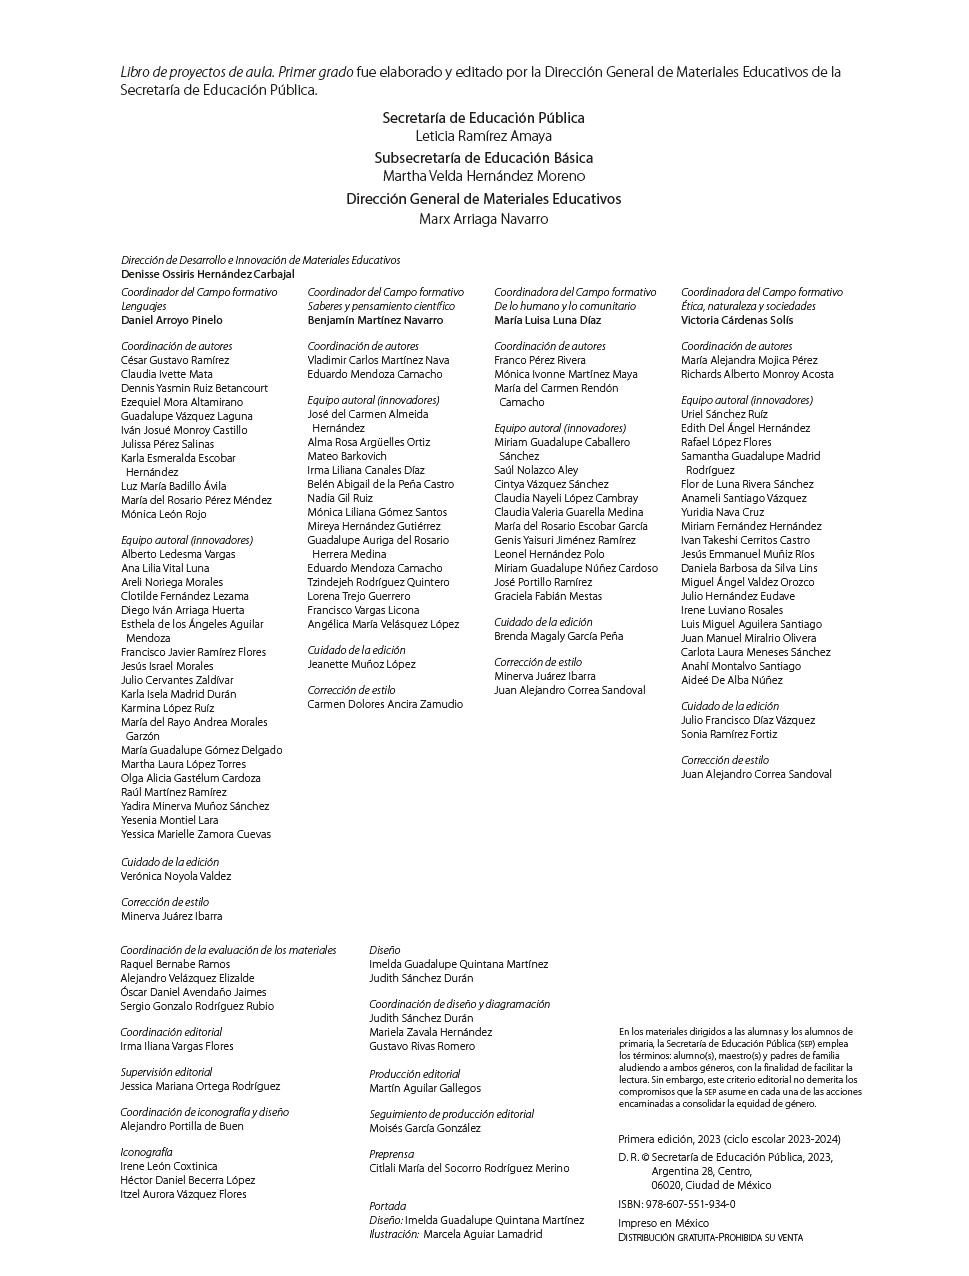 Libro de proyectos de aula. Primer grado fue elaborado y editado por la Dirección General de Materiales Educativos de la
Secretaría de Educación Pública.
Secretaría de Educación Pública
Leticia Ramírez Amaya
Subsecretaría de Educación Básica
Martha Velda Hernández Moreno
Dirección General de Materiales Educativos
Marx Arriaga Navarro
Dirección de Desarrollo e Innovación de Materiales Educativos
Denisse Ossiris Hernández Carbajal
Coordinador del Campo formativo
Lenguajes
Daniel Arroyo Pinelo
Coordinación de autores
César Gustavo Ramírez
Claudia Ivette Mata
Dennis Yasmin Ruiz Betancourt
Ezequiel Mora Altamirano
Guadalupe Vázquez Laguna
Iván Josué Monroy Castillo
Julissa Pérez Salinas
Karla Esmeralda Escobar
Hernández
Luz María Badillo Ávila
María del Rosario Pérez Méndez
Mónica León Rojo
Equipo autoral (innovadores)
Alberto Ledesma Vargas
Ana Lilia Vital Luna
Areli Noriega Morales
Clotilde Fernández Lezama
Diego Iván Arriaga Huerta
Esthela de los Ángeles Aguilar
Mendoza
Francisco Javier Ramírez Flores
Jesús Israel Morales
Julio Cervantes Zaldívar
Karla Isela Madrid Durán
Karmina López Ruíz
María del Rayo Andrea Morales
Garzón
María Guadalupe Gómez Delgado
Martha Laura López Torres
Olga Alicia Gastélum Cardoza
Raúl Martínez Ramírez
Yadira Minerva Muñoz Sánchez
Yesenia Montiel Lara
Yessica Marielle Zamora Cuevas
Cuidado de la edición
Verónica Noyola Valdez
Corrección de estilo
Minerva Juárez Ibarra
Coordinador del Campo formativo
Saberes y pensamiento científico
Benjamín Martínez Navarro
Coordinación de autores
Vladimir Carlos Martínez Nava
Eduardo Mendoza Camacho
Equipo autoral (innovadores)
José del Carmen Almeida
Hernández
Alma Rosa Argüelles Ortiz
Mateo Barkovich
Irma Liliana Canales Díaz
Belén Abigail de la Peña Castro
Nadia Gil Ruiz
Mónica Liliana Gómez Santos
Mireya Hernández Gutiérrez
Guadalupe Auriga del Rosario
Herrera Medina
Eduardo Mendoza Camacho
Tzindejeh Rodríguez Quintero
Lorena Trejo Guerrero
Francisco Vargas Licona
Angélica María Velásquez López
Cuidado de la edición
Jeanette Muñoz López
Corrección de estilo
Carmen Dolores Ancira Zamudio
Coordinadora del Campo formativo
De lo humano y lo comunitario
María Luisa Luna Díaz
Coordinación de autores
Franco Pérez Rivera
Mónica Ivonne Martínez Maya
María del Carmen Rendón
Camacho
Equipo autoral (innovadores)
Miriam Guadalupe Caballero
Sánchez
Saúl Nolazco Aley
Cintya Vázquez Sánchez
Claudia Nayeli López Cambray
Claudia Valeria Guarella Medina
María del Rosario Escobar García
Genis Yaisuri Jiménez Ramírez
Leonel Hernández Polo
Miriam Guadalupe Núñez Cardoso
José Portillo Ramírez
Graciela Fabián Mestas
Cuidado de la edición
Brenda Magaly García Peña
Corrección de estilo
Minerva Juárez Ibarra
Juan Alejandro Correa Sandoval
Coordinadora del Campo formativo
Ética, naturaleza y sociedades
Victoria Cárdenas Solís
Coordinación de autores
María Alejandra Mojica Pérez
Richards Alberto Monroy Acosta
Equipo autoral (innovadores)
Uriel Sánchez Ruíz
Edith Del Ángel Hernández
Rafael López Flores
Samantha Guadalupe Madrid
Rodríguez
Flor de Luna Rivera Sánchez
Anameli Santiago Vázquez
Yuridia Nava Cruz
Miriam Fernández Hernández
Ivan Takeshi Cerritos Castro
Jesús Emmanuel Muñiz Ríos
Daniela Barbosa da Silva Lins
Miguel Ángel Valdez Orozco
Julio Hernández Eudave
Irene Luviano Rosales
Luis Miguel Aguilera Santiago
Juan Manuel Miralrio Olivera
Carlota Laura Meneses Sánchez
Anahí Montalvo Santiago
Aideé De Alba Núñez
Cuidado de la edición
Julio Francisco Díaz Vázquez
Sonia Ramírez Fortiz
Corrección de estilo
Juan Alejandro Correa Sandoval
Coordinación de la evaluación de los materiales
Raquel Bernabe Ramos
Alejandro Velázquez Elizalde
Óscar Daniel Avendaño Jaimes
Sergio Gonzalo Rodríguez Rubio
Coordinación editorial
Irma Iliana Vargas Flores
Supervisión editorial
Jessica Mariana Ortega Rodríguez
Coordinación de iconografía y diseño
Alejandro Portilla de Buen
Iconografía
Irene León Coxtinica
Héctor Daniel Becerra López
Itzel Aurora Vázquez Flores
Diseño
Imelda Guadalupe Quintana Martínez
Judith Sánchez Durán
Coordinación de diseño y diagramación
Judith Sánchez Durán
Mariela Zavala Hernández
Gustavo Rivas Romero
Producción editorial
Martín Aguilar Gallegos
Seguimiento de producción editorial
Moisés García González
Preprensa
Citlali María del Socorro Rodríguez Merino
Portada
Diseño: Imelda Guadalupe Quintana Martínez
Ilustración: Marcela Aguiar Lamadrid
En los materiales dirigidos a las alumnas y los alumnos de
primaria, la Secretaría de Educación Pública (SEP) emplea
los términos: alumno(s), maestro(s) y padres de familia
aludiendo a ambos géneros, con la finalidad de facilitar la
lectura. Sin embargo, este criterio editorial no demerita los
compromisos que la SEP asume en cada una de las acciones
encaminadas a consolidar la equidad de género.
Primera edición, 2023 (ciclo escolar 2023-2024)
D. R. © Secretaría de Educación Pública, 2023,
Argentina 28, Centro,
06020, Ciudad de México
ISBN: 978-607-551-934-0
Impreso en México
DISTRIBUCIÓN GRATUITA-PROHIBIDA SU VENTA